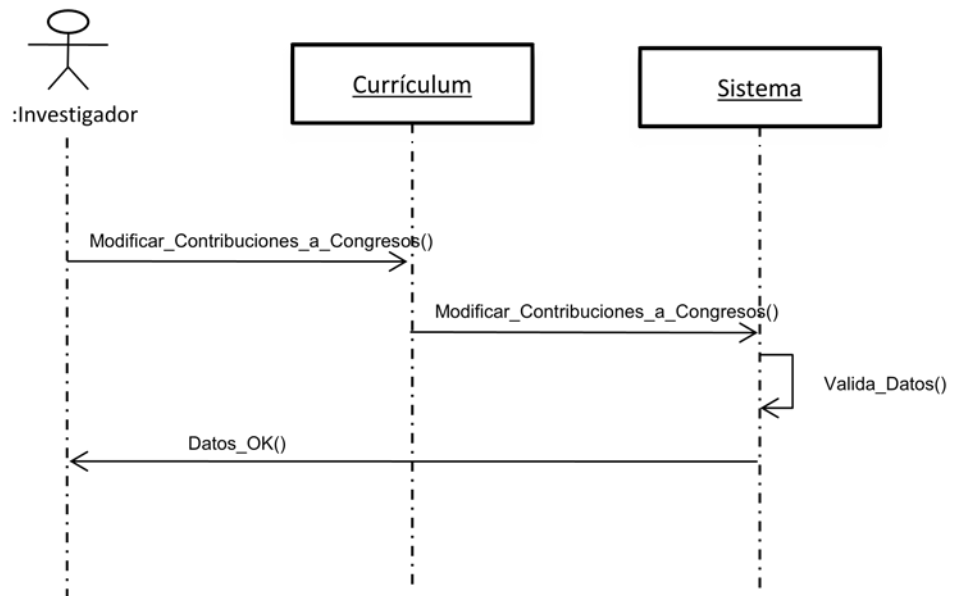 :Investigador
Currículum
Sistema
Modificar_Contribuciones_a_Congresos()
Modificar_Contribuciones_a_Congresos()
Valida_Datos()
Datos_OK()